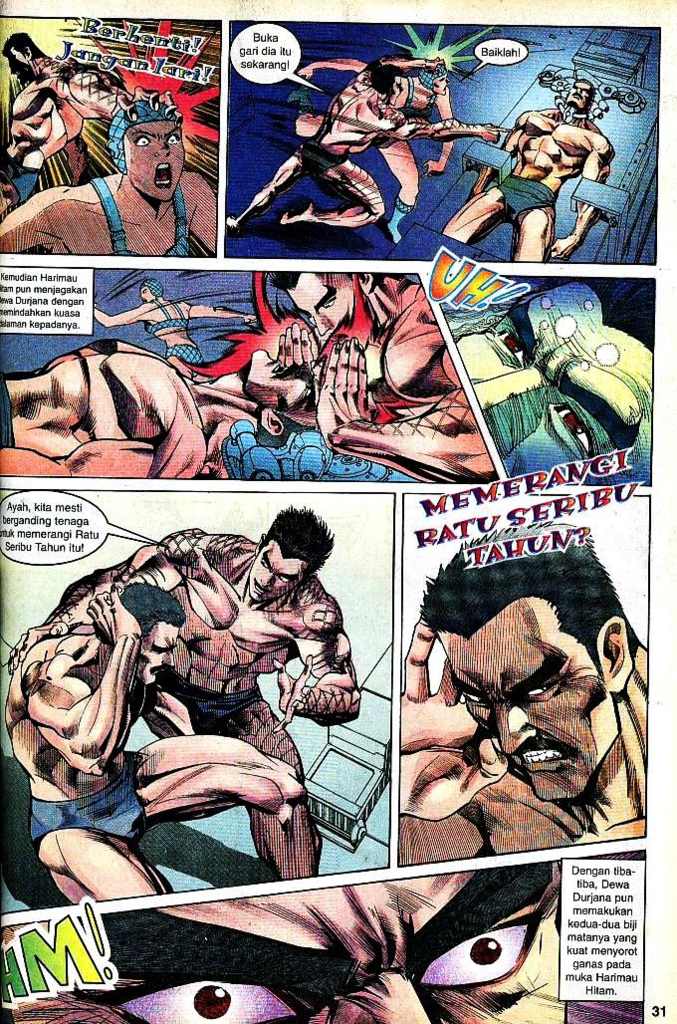 Berhenti!
Jangan lari!
Buka
gari dia itu
sekarang!
Baiklah!
Kemudian Harimau
Hitam pun menjagakan
Dewa Durjana dengan
memindahkan kuasa
dalaman kepadanya.
UH!
Ayah, kita mesti
berganding tenaga
untuk memerangi Ratu
Seribu Tahun itu!
MEMERANGI
RATU SERIBU
TAHUN?
HM!
Dengan tiba-
tiba, Dewa
Durjana pun
memakukan
kedua-dua biji
matanya yang
kuat menyorot
ganas pada
muka Harimau
Hitam.
31